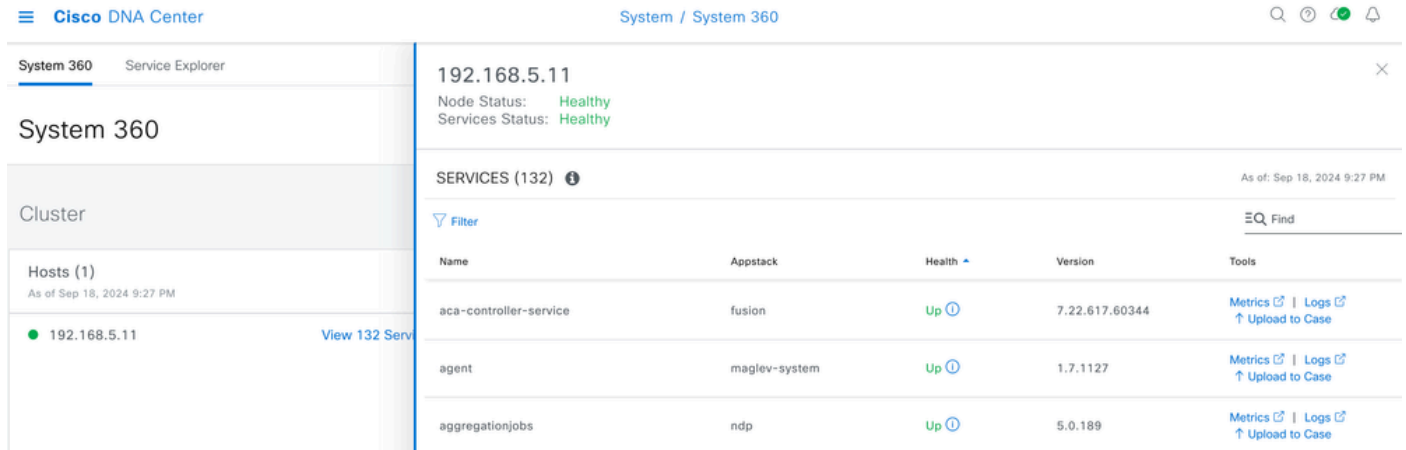 Cisco DNA Center
System / System 360
System 360 Service Explorer
System 360
Cluster
Hosts (1)
As of Sep 18, 2024 9:27 PM
192.168.5.11 View 132 Servi
192.168.5.11
Node Status: Healthy
Services Status: Healthy
SERVICES (132)
As of: Sep 18, 2024 9:27 PM
Filter
Find
Name Appstack Health Version Tools
aca-controller-service fusion Up 7.22.617.60344 Metrics | Logs
Upload to Case
agent maglev-system Up 1.7.1127 Metrics | Logs
Upload to Case
aggregationjobs ndp Up 5.0.189 Metrics | Logs
Upload to Case